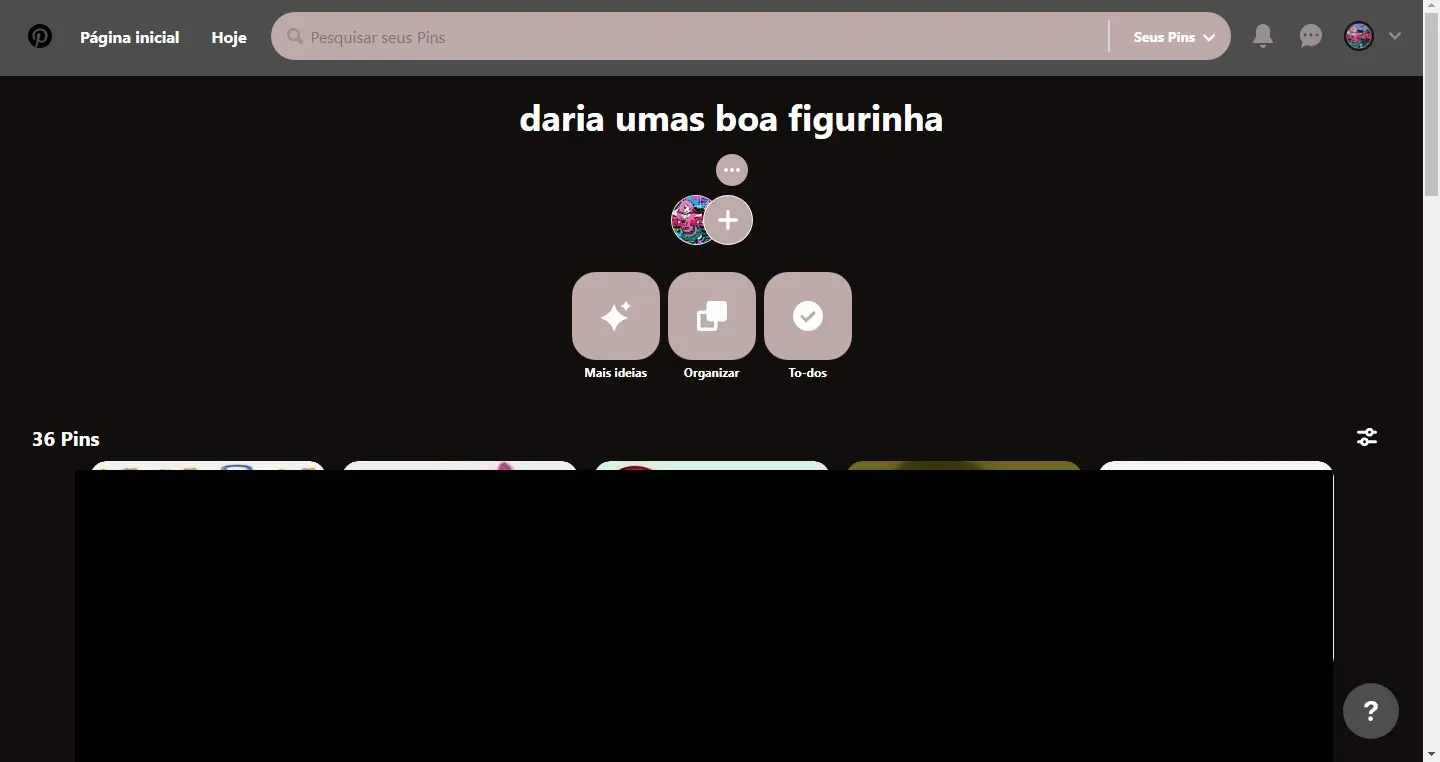 Página inicial
Hoje
Pesquisar seus Pins
Seus Pins
daria umas boa figurinha
Mais ideias
Organizar
To-dos
36 Pins
?